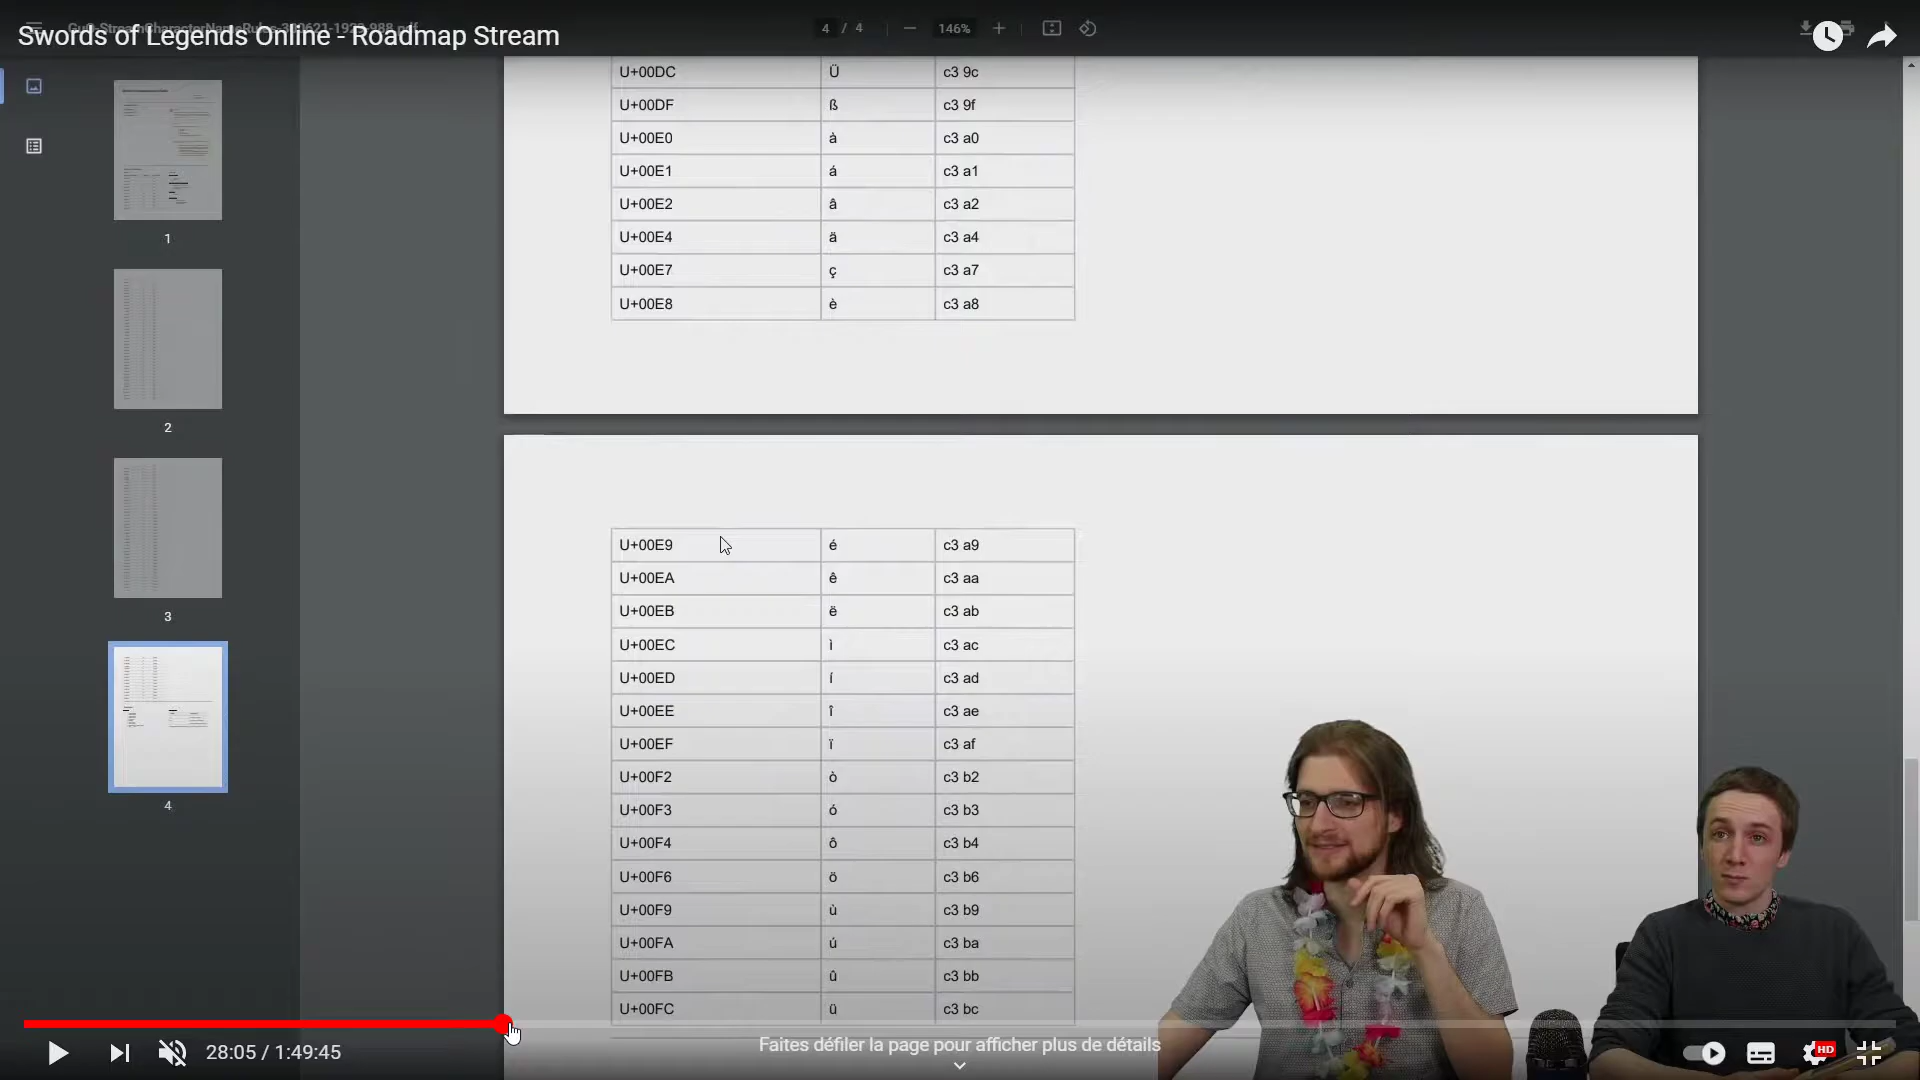 Swords of Legends Online - Roadmap Stream
4 / 4
146%
U+00DC Ü c3 9c
U+00DF ß c3 9f
U+00E0 à c3 a0
U+00E1 á c3 a1
U+00E2 â c3 a2
U+00E4 ä c3 a4
U+00E7 ç c3 a7
U+00E8 è c3 a8
1
2
3
4
U+00E9 é c3 a9
U+00EA ê c3 aa
U+00EB ë c3 ab
U+00EC ì c3 ac
U+00ED í c3 ad
U+00EE î c3 ae
U+00EF ï c3 af
U+00F2 ò c3 b2
U+00F3 ó c3 b3
U+00F4 ô c3 b4
U+00F6 ö c3 b6
U+00F9 ù c3 b9
U+00FA ú c3 ba
U+00FB û c3 bb
U+00FC ü c3 bc
28:05 / 1:49:45
Faites défiler la page pour afficher plus de détails
HD